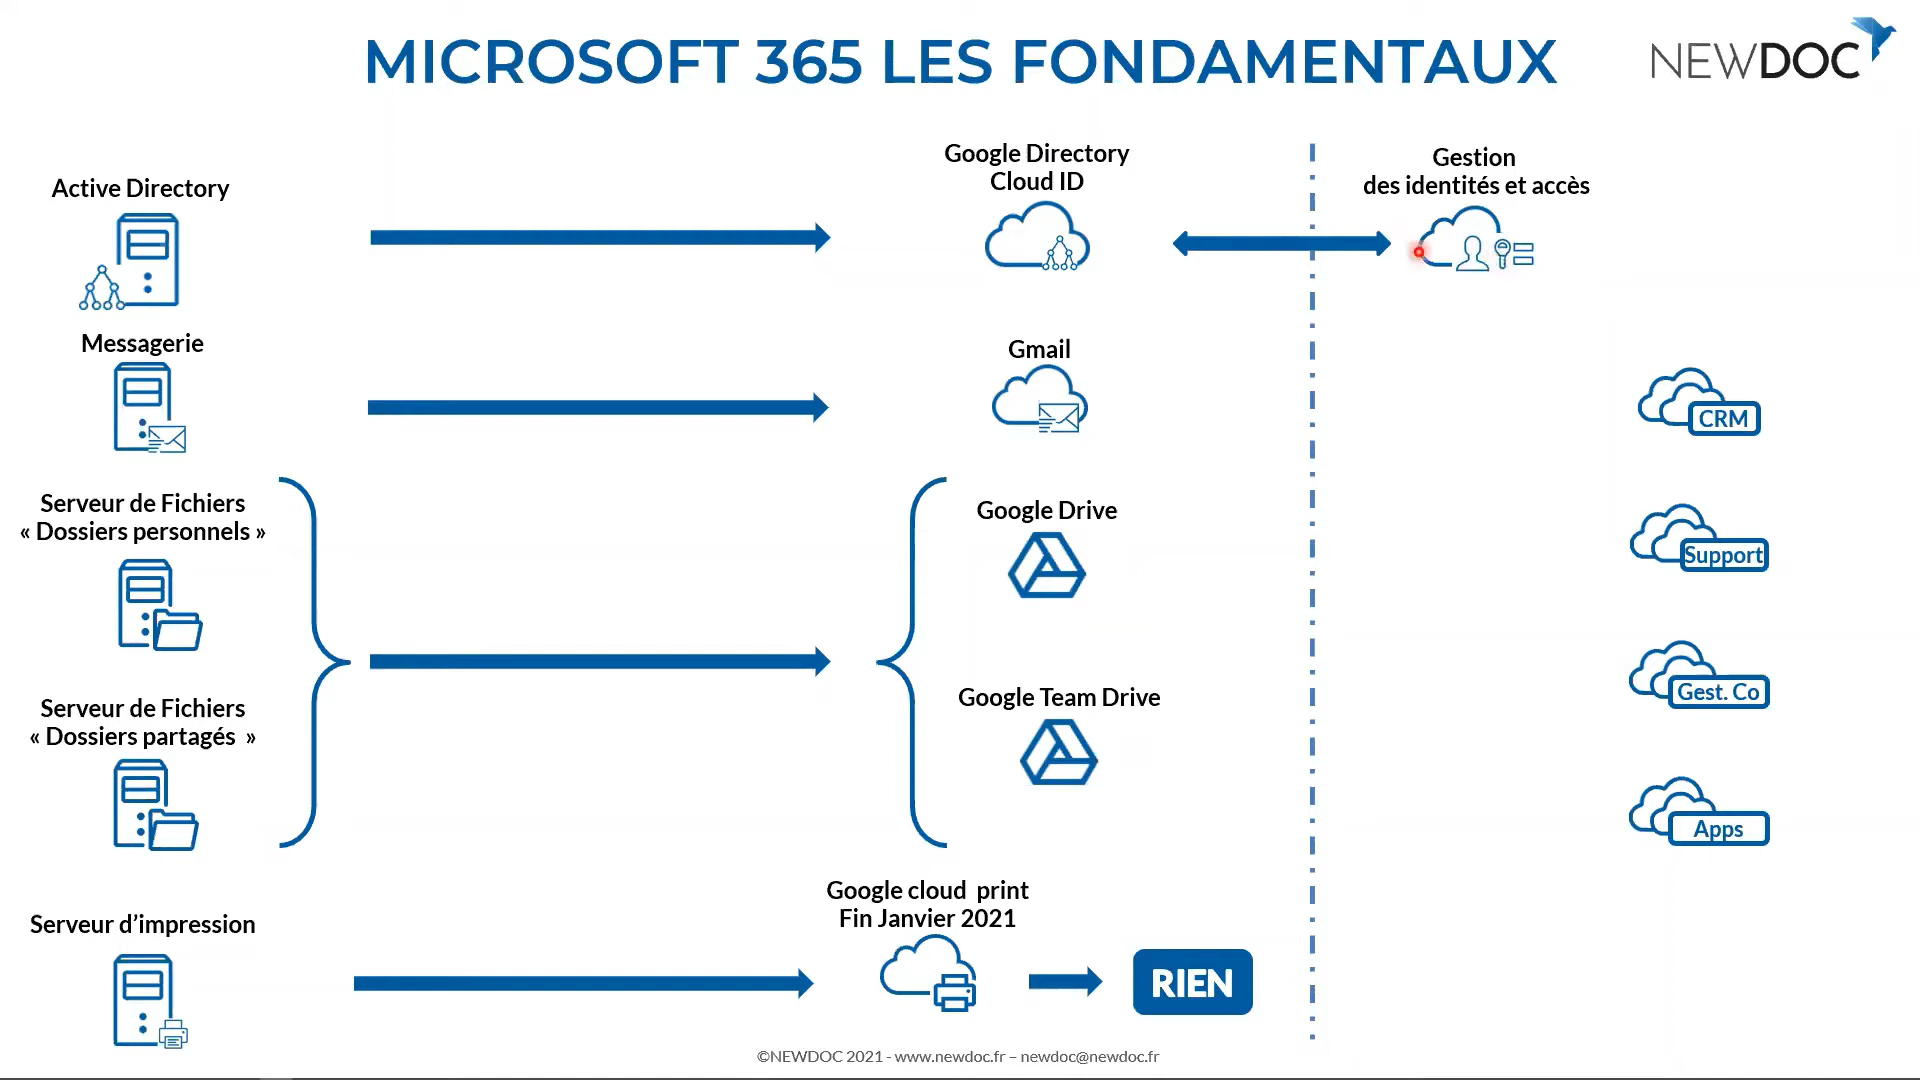 MICROSOFT 365 LES FONDAMENTAUX
NEWDOC
Active Directory
Google Directory
Cloud ID
Gestion
des identités et accès
Messagerie
Gmail
CRM
Serveur de Fichiers
« Dossiers personnels »
Google Drive
Support
Serveur de Fichiers
« Dossiers partagés  »
Google Team Drive
Gest. Co
Apps
Serveur d’impression
Google cloud  print
Fin Janvier 2021
RIEN
©NEWDOC 2021 - www.newdoc.fr – newdoc@newdoc.fr